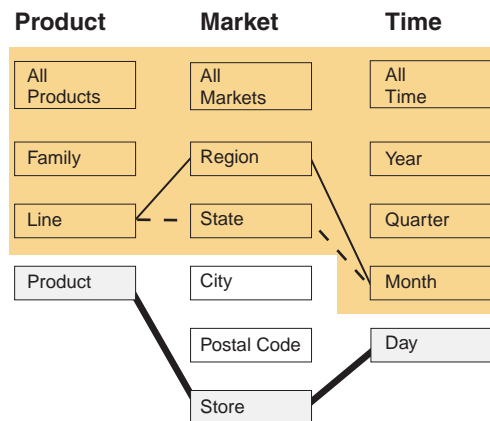 Product Market Time
All
Products
All
Markets
All
Time
Family
Region
Year
Line
State
Quarter
Product
City
Month
Postal Code
Day
Store